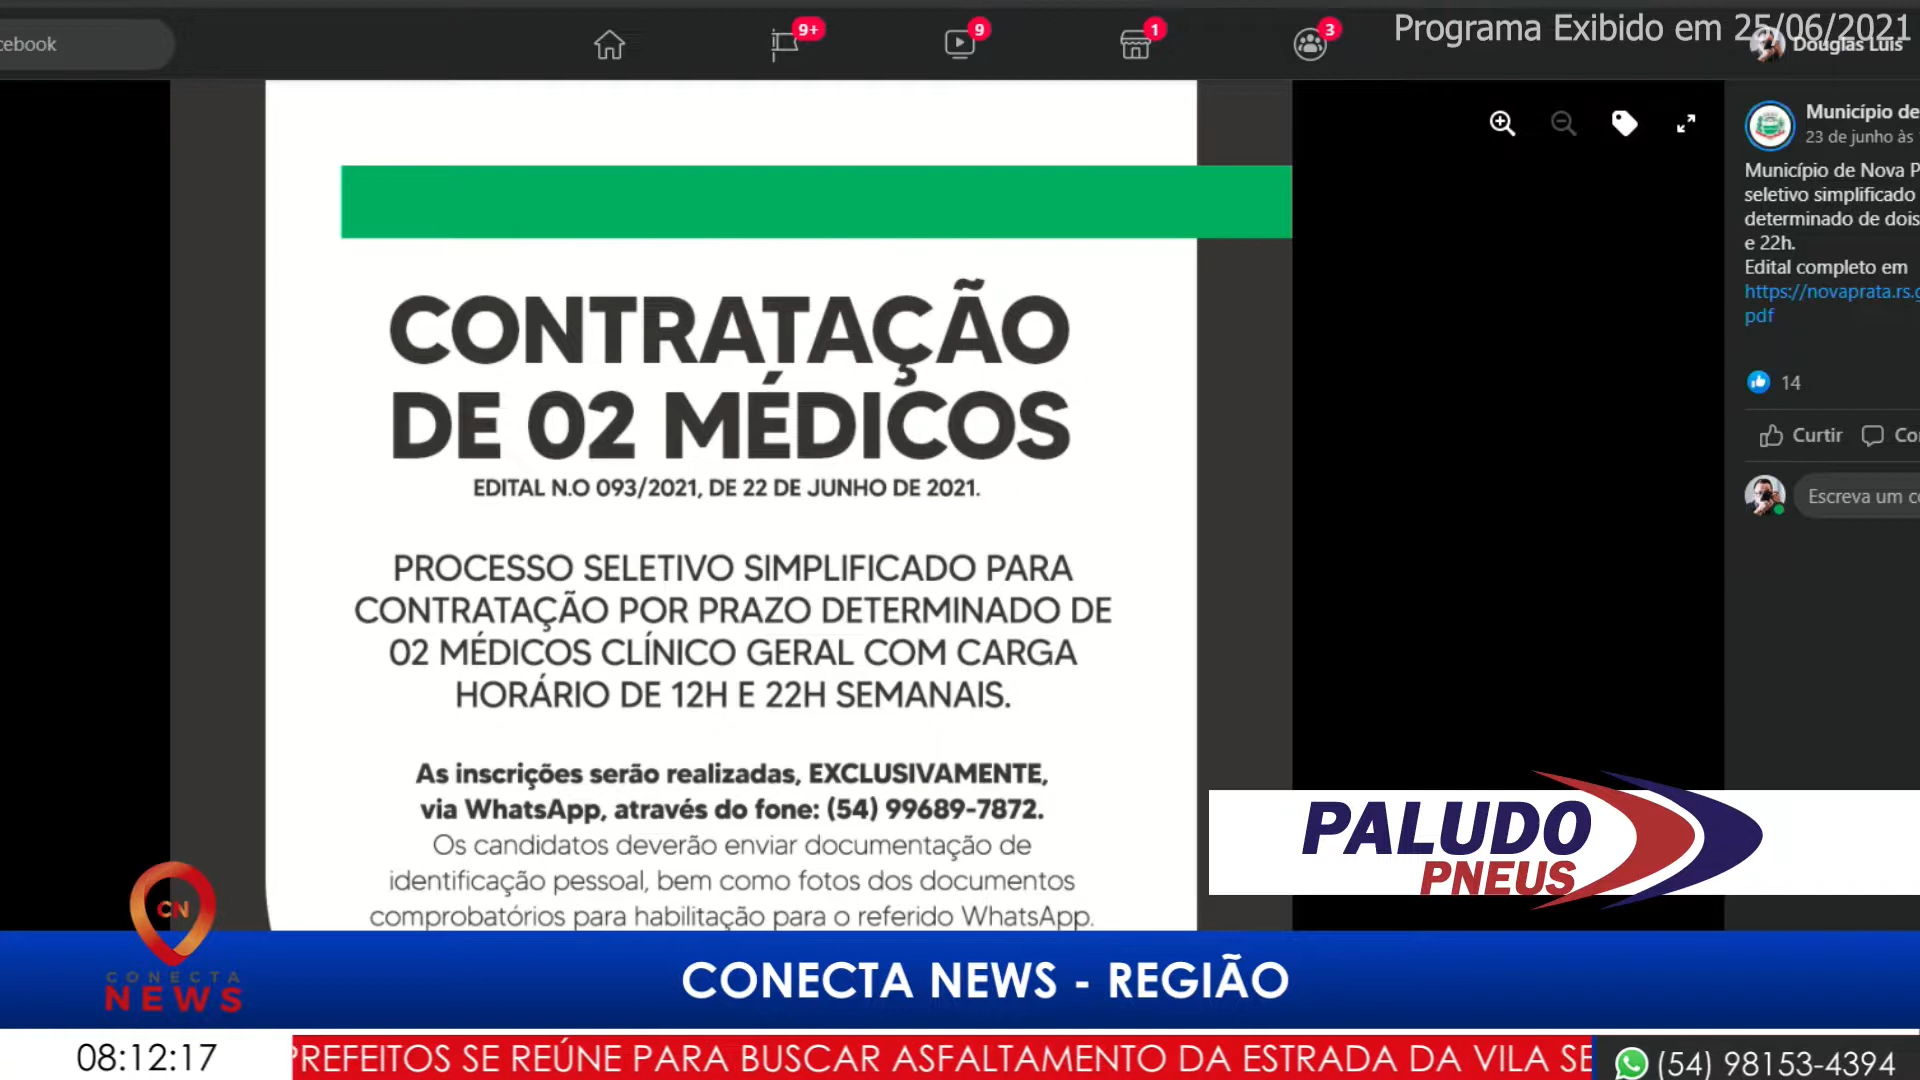 cebook
9+
9
1
3
Programa Exibido em 25/06/2021
Douglas Luis
Município de
23 de junho às
Município de Nova P
seletivo simplificado
determinado de dois
e 22h.
Edital completo em
https://novaprata.rs.g
pdf
14
Curtir
Co
Escreva um co
CONTRATAÇÃO
DE 02 MÉDICOS
EDITAL N.O 093/2021, DE 22 DE JUNHO DE 2021.
PROCESSO SELETIVO SIMPLIFICADO PARA
CONTRATAÇÃO POR PRAZO DETERMINADO DE
02 MÉDICOS CLÍNICO GERAL COM CARGA
HORÁRIO DE 12H E 22H SEMANAIS.
As inscrições serão realizadas, EXCLUSIVAMENTE,
via WhatsApp, através do fone: (54) 99689-7872.
Os candidatos deverão enviar documentação de
identificação pessoal, bem como fotos dos documentos
comprobatórios para habilitação para o referido WhatsApp.
PALUDO
PNEUS
CN
CONECTA
NEWS
CONECTA NEWS - REGIÃO
08:12:17
PREFEITOS SE REÚNE PARA BUSCAR ASFALTAMENTO DA ESTRADA DA VILA SE
(54) 98153-4394